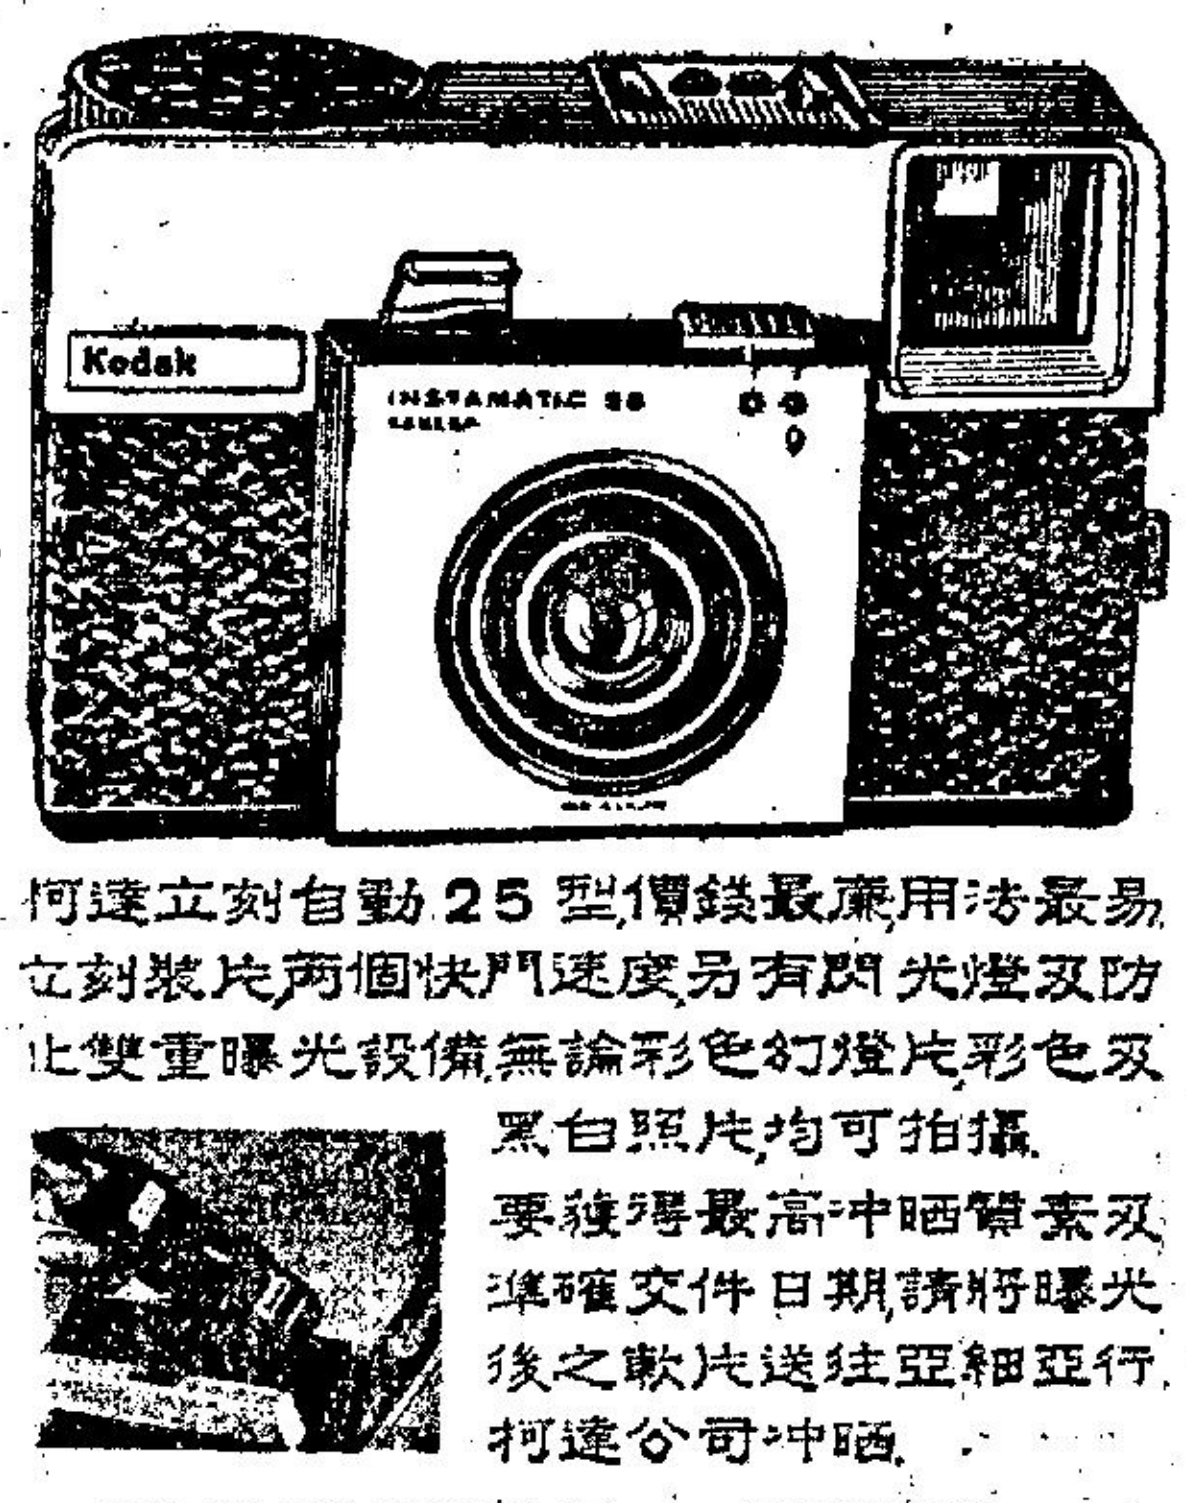 Kodak
INSTAMATIC 25
柯達立刻自動25型,價錢最廉,用法最易,
立刻裝片,兩個快門速度,另有閃光燈及防
止雙重曝光設備,無論彩色幻燈片,彩色及
黑白照片,均可拍攝.
要獲得最高冲晒質素及
準確交件日期,請將曝光
後之軟片送往亞細亞行,
柯達公司冲晒.